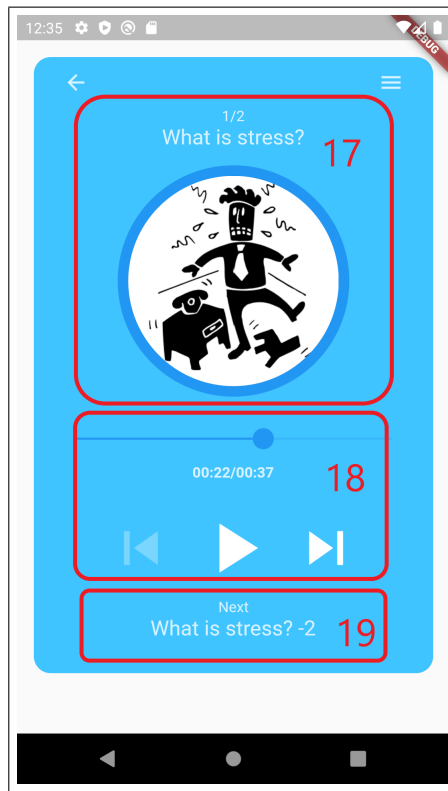 12:35
DEBUG
1/2
What is stress?
17
00:22/00:37
18
Next
What is stress? -2
19